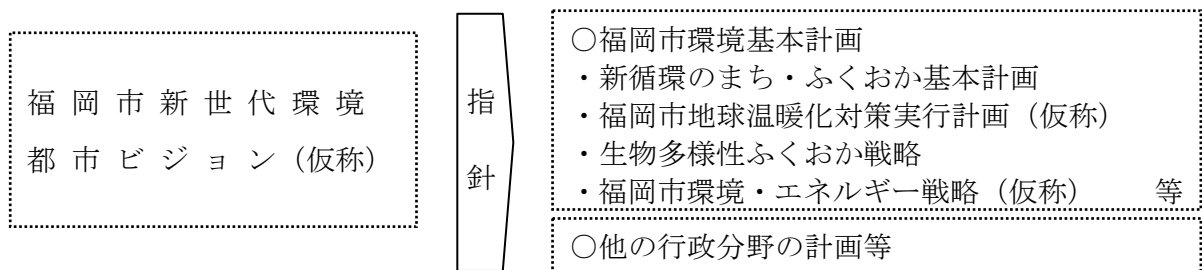 福岡市新世代環境
都市ビジョン（仮称）
指
針
○福岡市環境基本計画
・新循環のまち・ふくおか基本計画
・福岡市地球温暖化対策実行計画（仮称）
・生物多様性ふくおか戦略
・福岡市環境・エネルギー戦略（仮称）　　等
○他の行政分野の計画等